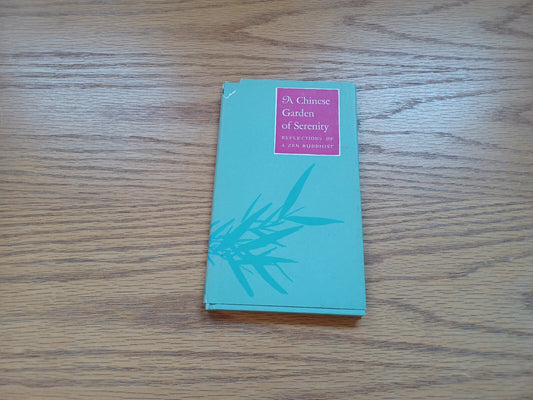 A Chinese
Garden
of Serenity
REFLECTIONS OF
A ZEN BUDDHIST